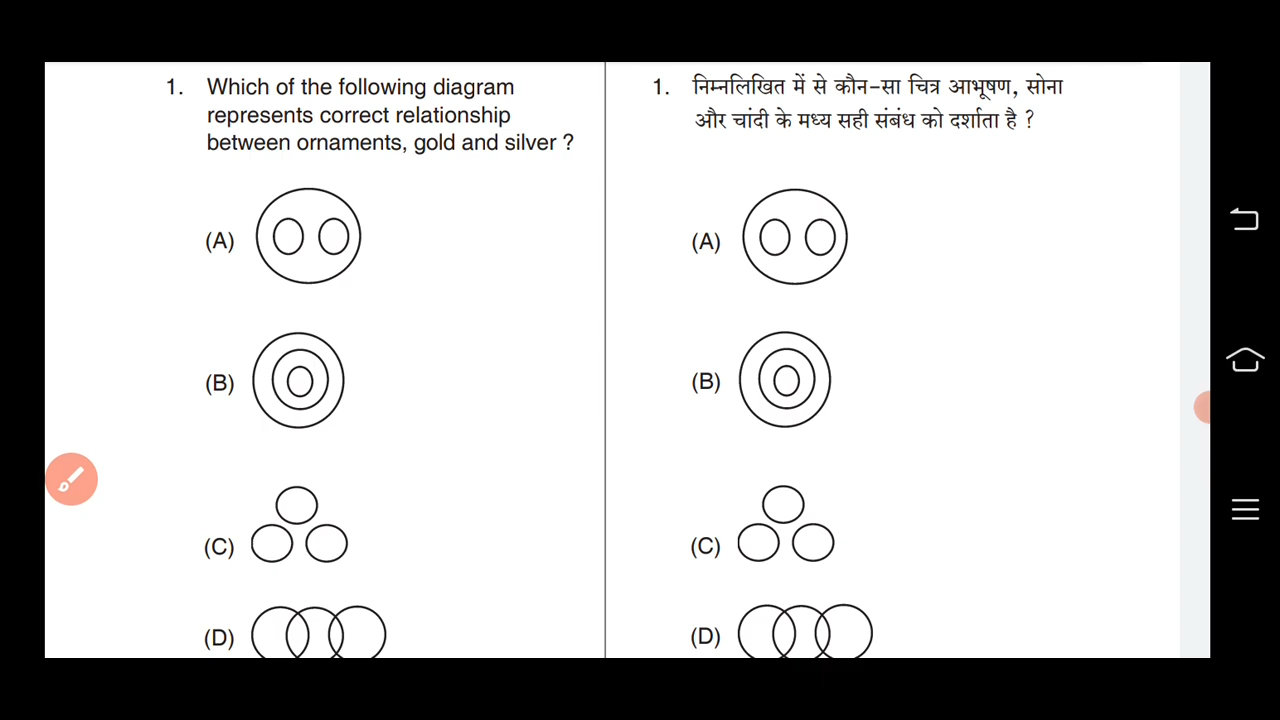 1. Which of the following diagram
represents correct relationship
between ornaments, gold and silver ?
(A)
(B)
(C)
(D)
1. निम्नलिखित में से कौन-सा चित्र आभूषण, सोना
और चांदी के मध्य सही संबंध को दर्शाता है ?
(A)
(B)
(C)
(D)